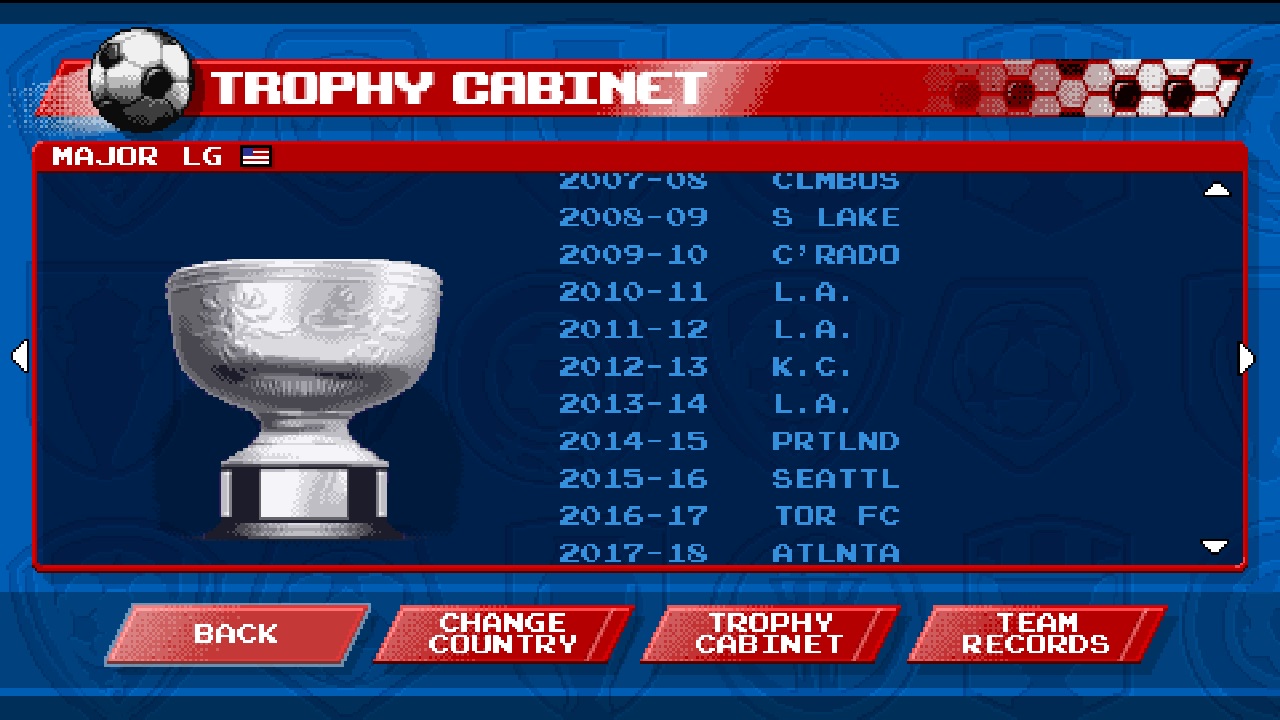 TROPHY CABINET
MAJOR LG
2007-08 CLMBUS
2008-09 S LAKE
2009-10 C'RADO
2010-11 L.A.
2011-12 L.A.
2012-13 K.C.
2013-14 L.A.
2014-15 PRTLND
2015-16 SEATTL
2016-17 TOR FC
2017-18 ATLNTA
BACK
CHANGE
COUNTRY
TROPHY
CABINET
TEAM
RECORDS